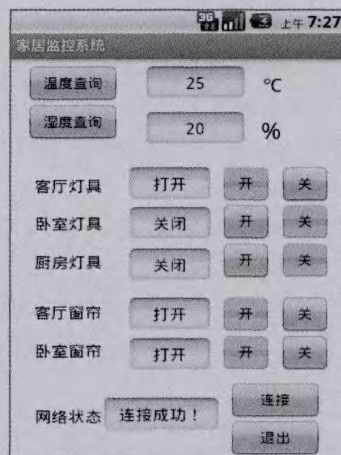 3G 上午 7:27
家居监控系统
温度查询 25 °C
湿度查询 20 %
客厅灯具 打开 开 关
卧室灯具 关闭 开 关
厨房灯具 关闭 开 关
客厅窗帘 打开 开 关
卧室窗帘 打开 开 关
网络状态 连接成功！ 连接
退出